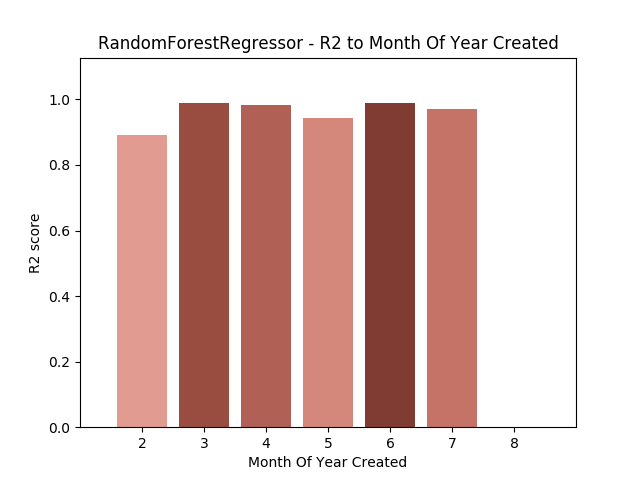 RandomForestRegressor - R2 to Month Of Year Created
1.0
0.8
0.6
0.4
0.2
0.0
R2 score
2 3 4 5 6 7 8
Month Of Year Created